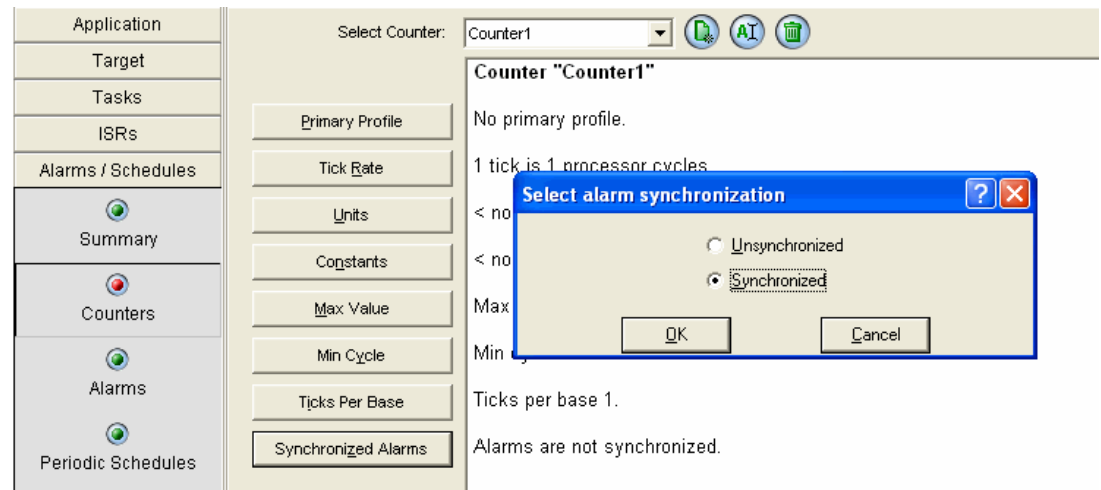 Application
Target
Tasks
ISRs
Alarms / Schedules
Summary
Counters
Alarms
Periodic Schedules
Select Counter:
Counter1
AI
Primary Profile
Tick Rate
Units
Constants
Max Value
Min Cycle
Ticks Per Base
Synchronized Alarms
Counter "Counter1"
No primary profile.
1 tick is 1 processor cycles
< no
< no
Max
Min
Ticks per base 1.
Alarms are not synchronized.
Select alarm synchronization
Unsynchronized
Synchronized
OK
Cancel